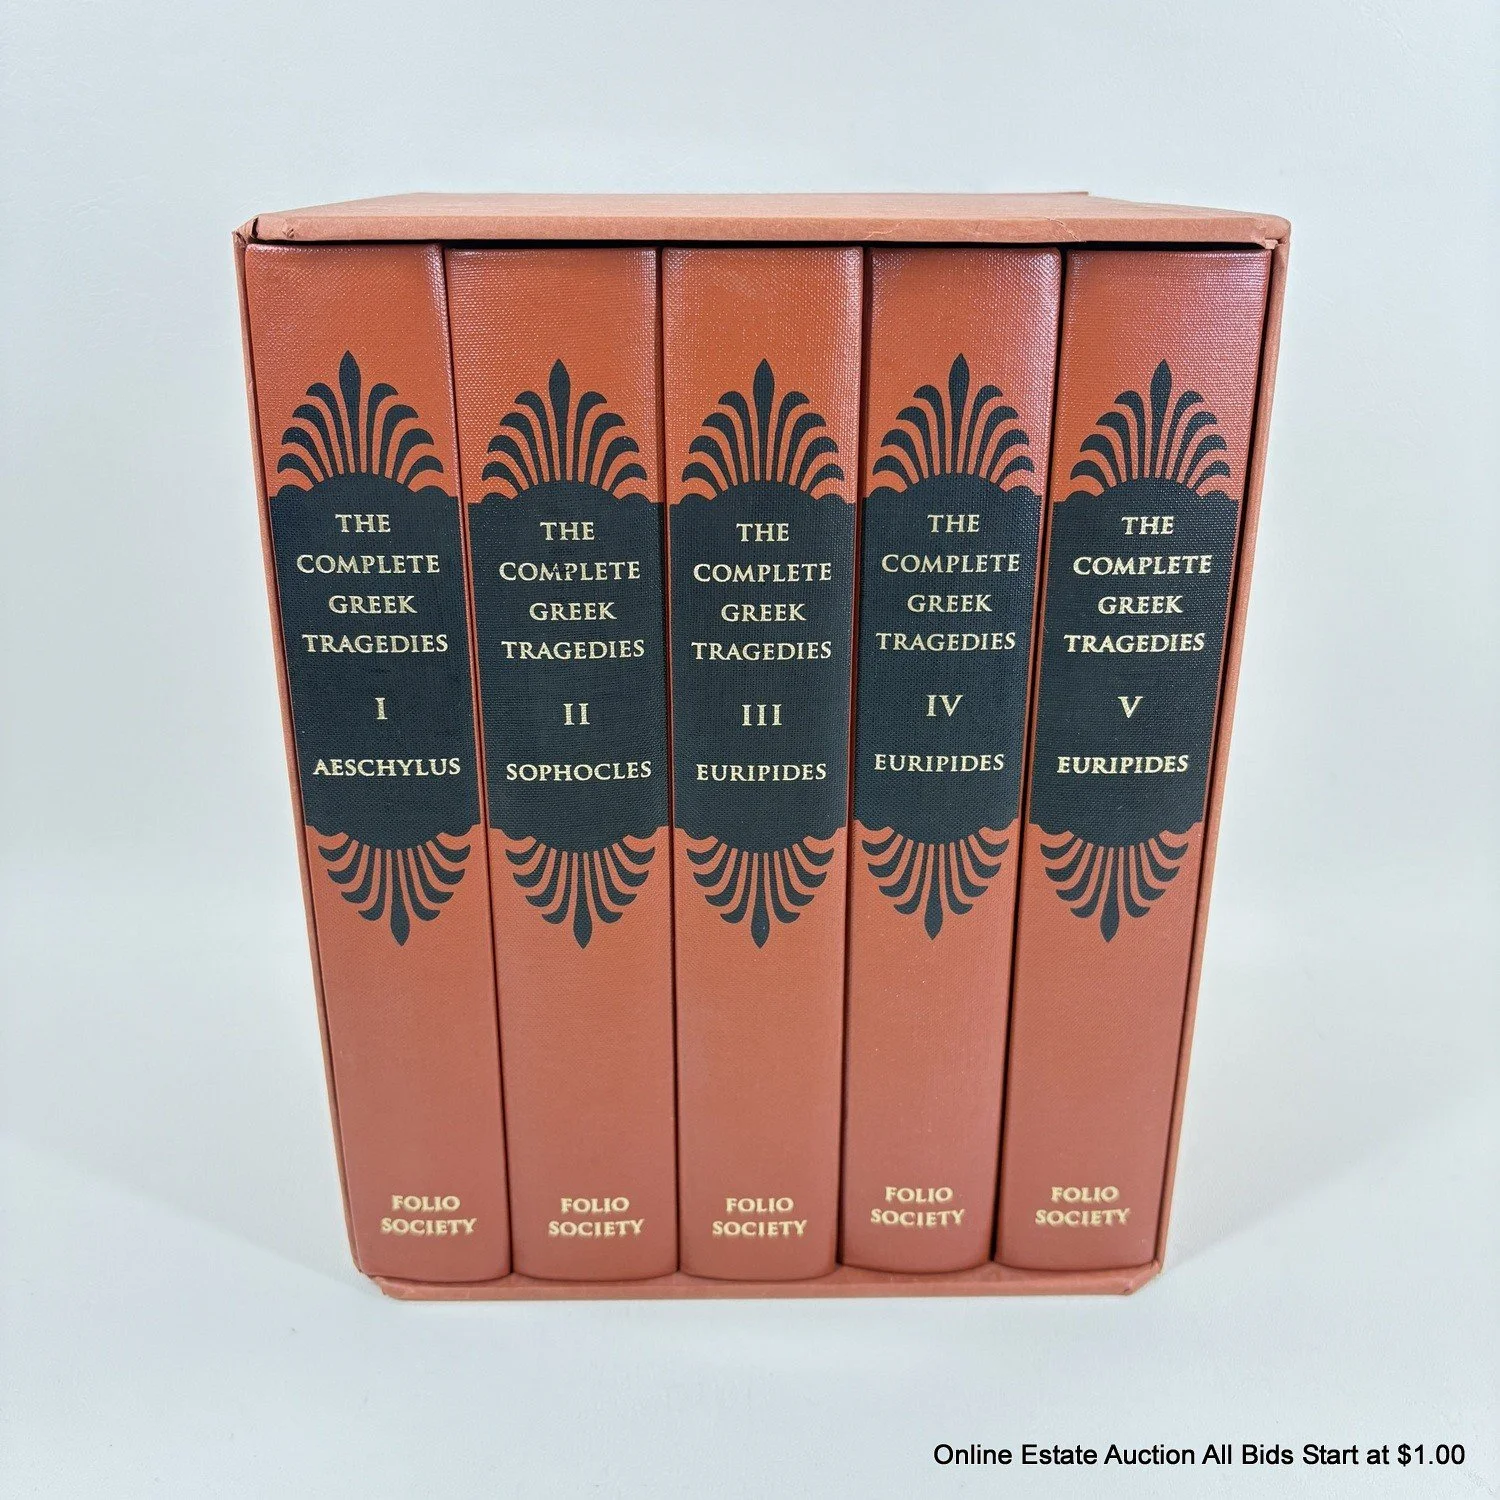 THE
COMPLETE
GREEK
TRAGEDIES
I
AESCHYLUS
FOLIO
SOCIETY
THE
COMPLETE
GREEK
TRAGEDIES
II
SOPHOCLES
FOLIO
SOCIETY
THE
COMPLETE
GREEK
TRAGEDIES
III
EURIPIDES
FOLIO
SOCIETY
THE
COMPLETE
GREEK
TRAGEDIES
IV
EURIPIDES
FOLIO
SOCIETY
THE
COMPLETE
GREEK
TRAGEDIES
V
EURIPIDES
FOLIO
SOCIETY
Online Estate Auction All Bids Start at $1.00